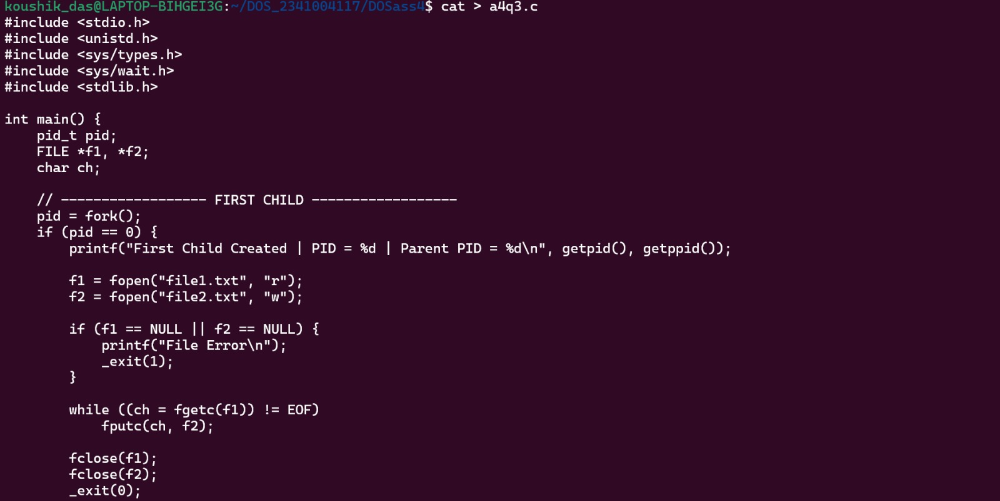 koushik_das@LAPTOP-BIHGEI3G:~/DOS_2341004117/DOSass4$ cat > a4q3.c
#include <stdio.h>
#include <unistd.h>
#include <sys/types.h>
#include <sys/wait.h>
#include <stdlib.h>

int main() {
    pid_t pid;
    FILE *f1, *f2;
    char ch;

    // ------------------ FIRST CHILD ------------------
    pid = fork();
    if (pid == 0) {
        printf("First Child Created | PID = %d | Parent PID = %d\n", getpid(), getppid());

        f1 = fopen("file1.txt", "r");
        f2 = fopen("file2.txt", "w");

        if (f1 == NULL || f2 == NULL) {
            printf("File Error\n");
            _exit(1);
        }

        while ((ch = fgetc(f1)) != EOF)
            fputc(ch, f2);

        fclose(f1);
        fclose(f2);
        _exit(0);